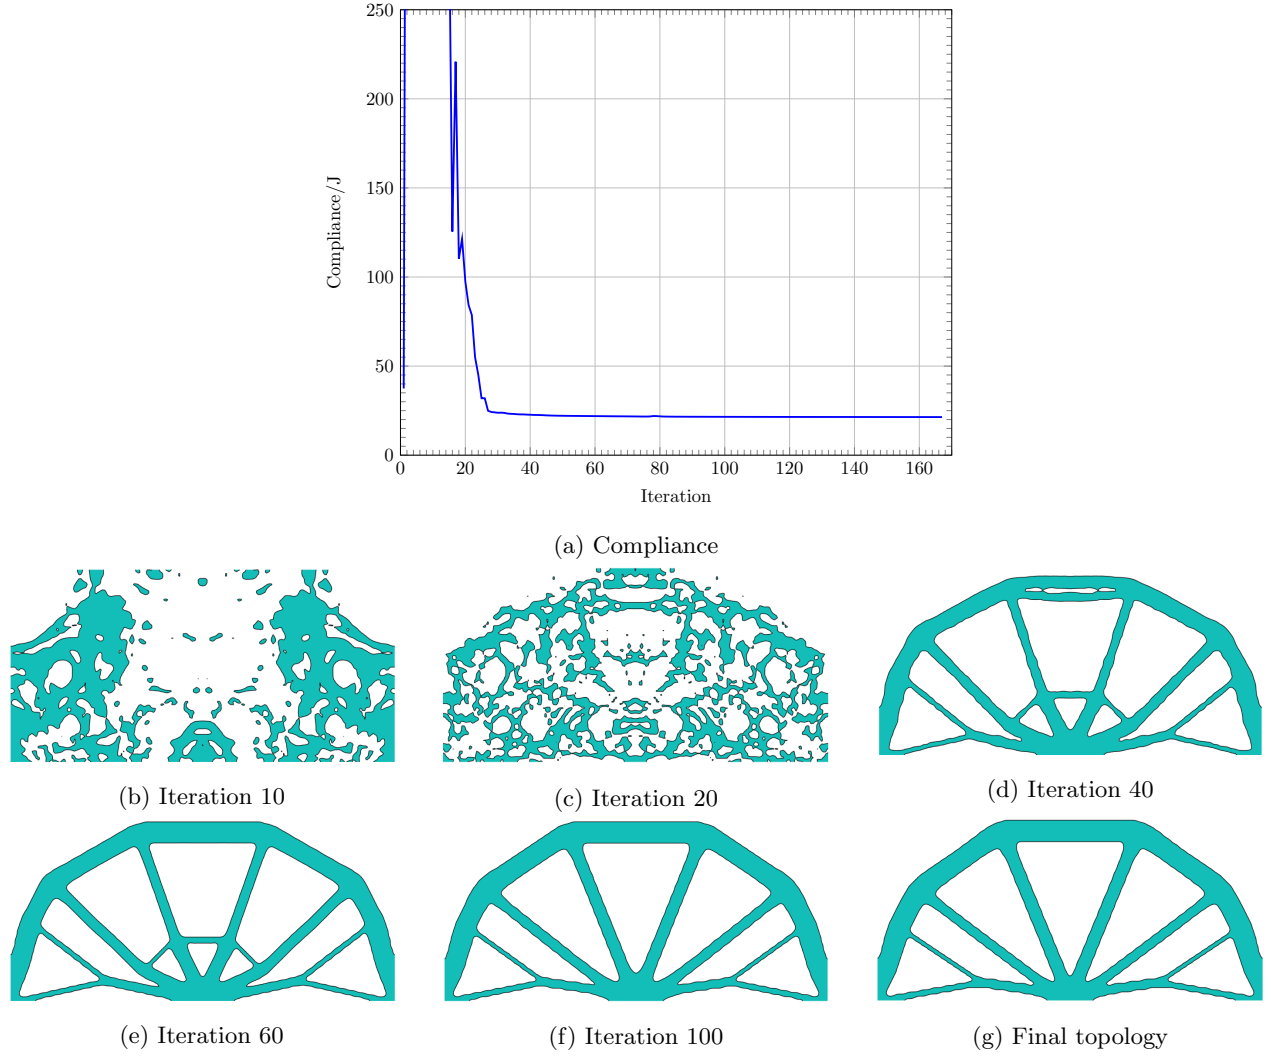 250
200
150
100
50
0
Compliance/J
0 20 40 60 80 100 120 140 160
Iteration
(a) Compliance
(b) Iteration 10
(c) Iteration 20
(d) Iteration 40
(e) Iteration 60
(f) Iteration 100
(g) Final topology